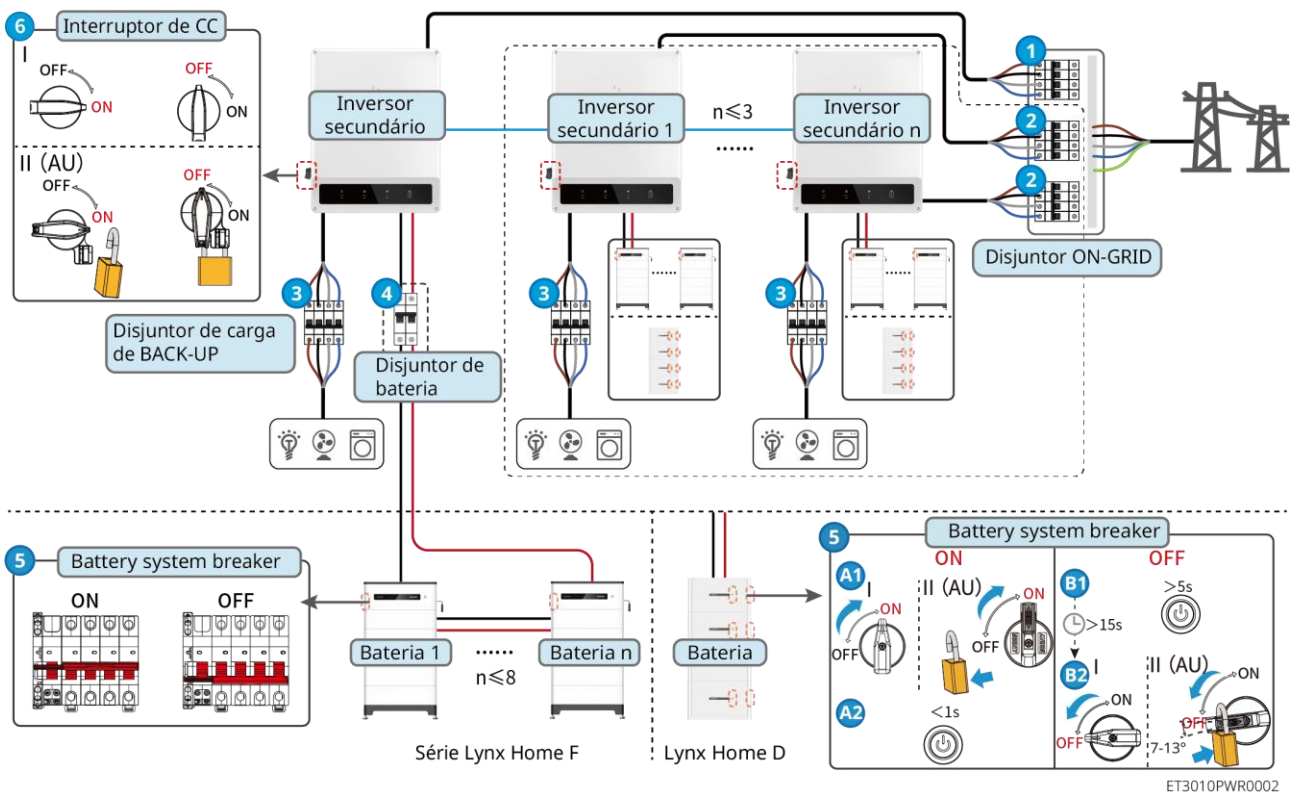 6
Interruptor de CC
I
OFF
ON
OFF
ON
II (AU)
OFF
ON
OFF
ON
Inversor
secundário
Inversor
secundário 1
n≤3
......
Inversor
secundário n
1
2
2
Disjuntor ON-GRID
3
Disjuntor de carga
de BACK-UP
4
Disjuntor de
bateria
3
......
3
......
5
Battery system breaker
ON
OFF
Bateria 1
......
n≤8
Bateria n
Série Lynx Home F
Bateria
Lynx Home D
5
Battery system breaker
ON
A1
I
ON
OFF
II (AU)
ON
OFF
A2
<1s
OFF
B1
>5s
>15s
B2
I
ON
OFF
II (AU)
ON
OFF
7-13°
ET3010PWR0002